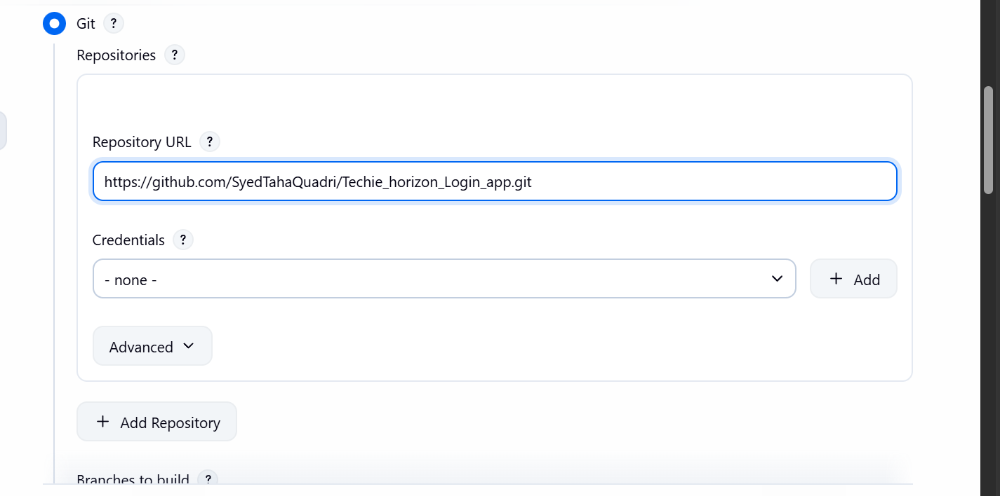 Git ?
Repositories ?
Repository URL ?
https://github.com/SyedTahaQuadri/Techie_horizon_Login_app.git
Credentials ?
- none -
+ Add
Advanced
+ Add Repository
Branches to build ?